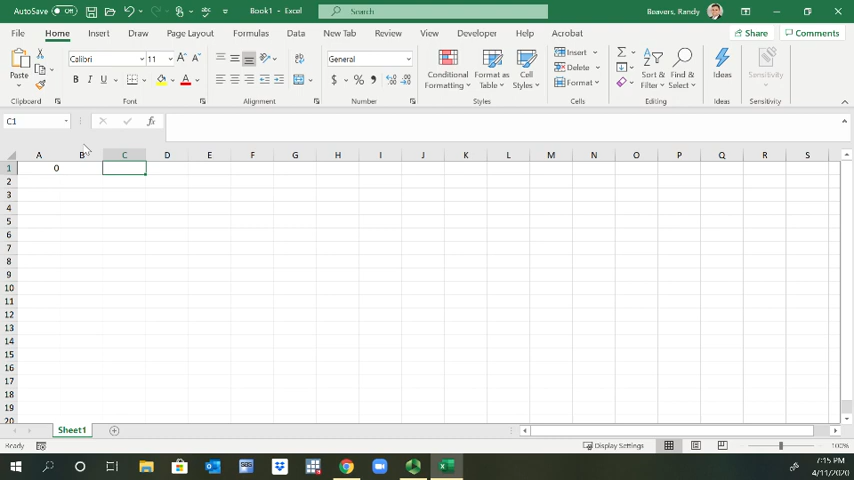 AutoSave Off Book1 - Excel Search Beavers, Randy
File Home Insert Draw Page Layout Formulas Data New Tab Review View Developer Help Acrobat Share Comments
Calibri 11 General Insert
Paste B I U $ % Conditional Formatting Format as Table Cell Styles Delete Format Sort & Filter Find & Select Ideas Sensitivity
Clipboard Font Alignment Number Styles Cells Editing Ideas Sensitivity
C1 fx
A B C D E F G H I J K L M N O P Q R S
1 0
2
3
4
5
6
7
8
9
10
11
12
13
14
15
16
17
18
19
20
Sheet1
Ready Display Settings 100%
7:15 PM
4/11/2020